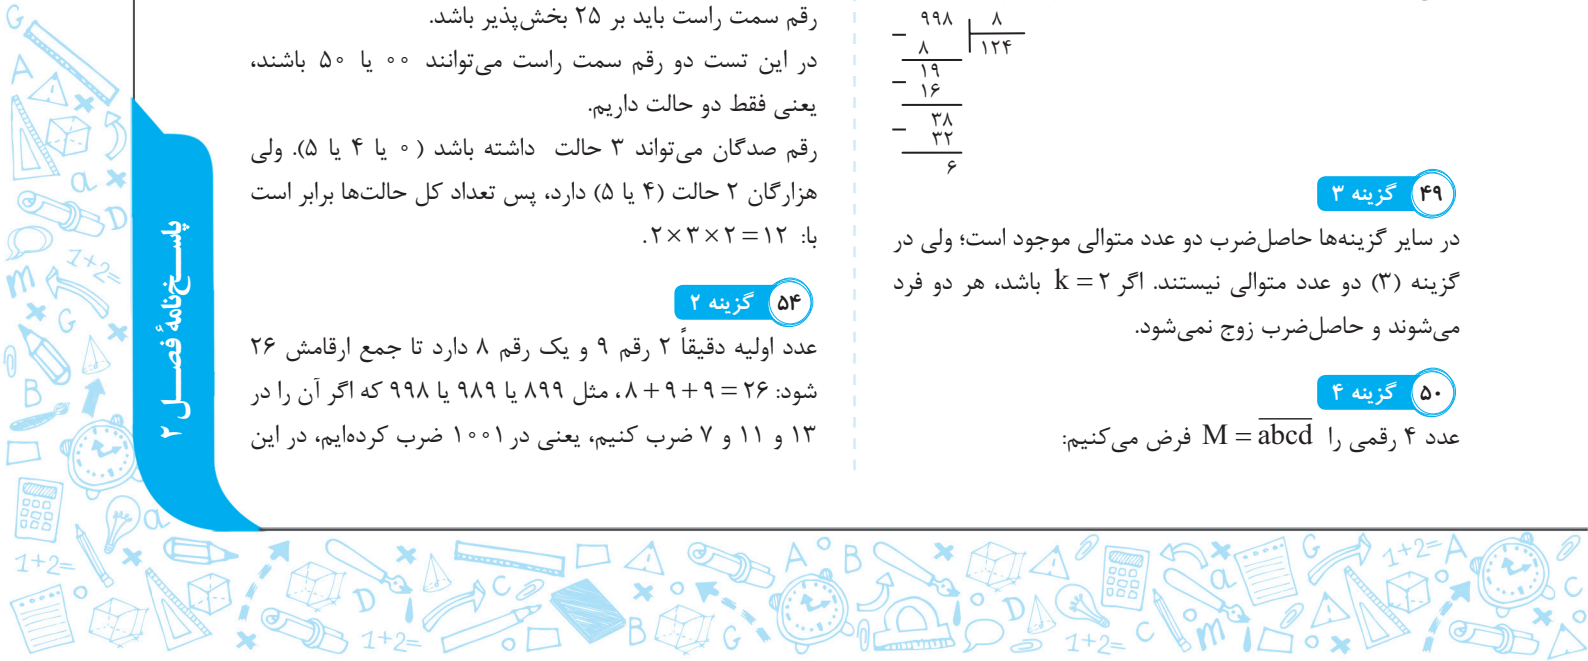 ۹۹۸ | ۸
− ۸ | ۱۲۴
۱۹
− ۱۶
۳۸
− ۳۲
۶
۴۹ گزینه ۳
در سایر گزینه‌ها حاصل‌ضرب دو عدد متوالی موجود است؛ ولی در
گزینه (۳) دو عدد متوالی نیستند. اگر k = ۲ باشد، هر دو فرد
می‌شوند و حاصل‌ضرب زوج نمی‌شود.
۵۰ گزینه ۴
عدد ۴ رقمی را M = abcd فرض می‌کنیم:
رقم سمت راست باید بر ۲۵ بخش‌پذیر باشد.
در این تست دو رقم سمت راست می‌توانند ۰۰ یا ۵۰ باشند،
یعنی فقط دو حالت داریم.
رقم صدگان می‌تواند ۳ حالت داشته باشد (۰ یا ۴ یا ۵). ولی
هزارگان ۲ حالت (۴ یا ۵) دارد، پس تعداد کل حالت‌ها برابر است
با: ۲×۳×۲=۱۲.
۵۴ گزینه ۲
عدد اولیه دقیقاً ۲ رقم ۹ و یک رقم ۸ دارد تا جمع ارقامش ۲۶
شود: ۸+۹+۹=۲۶، مثل ۸۹۹ یا ۹۸۹ یا ۹۹۸ که اگر آن را در
۱۳ و ۱۱ و ۷ ضرب کنیم، یعنی در ۱۰۰۱ ضرب کرده‌ایم، در این
پاسخ‌نامهٔ فصل ۲